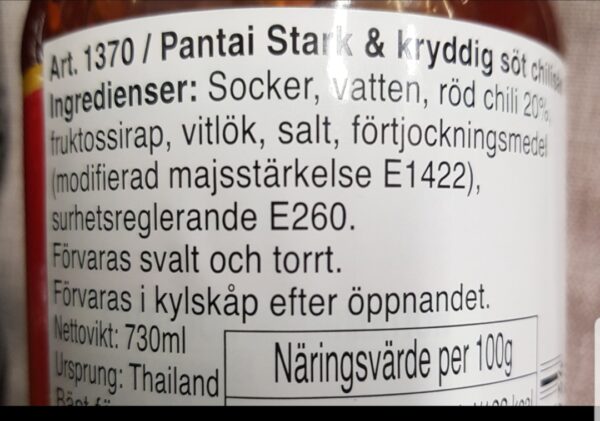 Art. 1370 / Pantai Stark & kryddig söt
Ingredienser: Socker, vatten, röd chili 20%,
fruktossirap, vitlök, salt, förtjockningsmedel
(modifierad majsstärkelse E1422),
surhetsreglerande E260.
Förvaras svalt och torrt.
Förvaras i kylskåp efter öppnandet.
Nettovikt: 730ml
Ursprung: Thailand
Näringsvärde per 100g